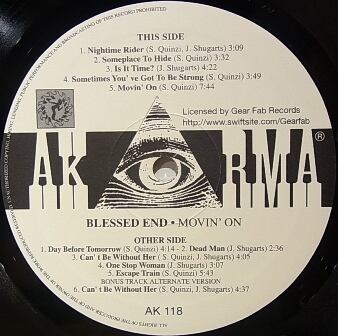 THIS SIDE
1. Nightime Rider (S. Quinzi, J. Shugarts) 3:09
2. Someplace To Hide (S. Quinzi) 3:32
3. Is It Time? (J. Shugarts) 4:22
4. Sometimes You've Got To Be Strong (S. Quinzi) 3:49
5. Movin' On (S. Quinzi) 7:44
Licensed by Gear Fab Records
http://www.swiftsite.com/Gearfab
AK RMA ®
BLESSED END • MOVIN' ON
OTHER SIDE
1. Day Before Tomorrow (S. Quinzi) 4:14 - 2. Dead Man (J. Shugarts) 2:36
3. Can't Be Without Her ( S. Quinzi, J. Shugarts) 4:05
4. One Stop Woman (J. Shugarts) 3:07
5. Escape Train (S. Quinzi) 5:43
BONUS TRACK ALTERNATE VERSION
6. Can't Be Without Her (S. Quinzi, J. Shugarts) 4:37
AK 118